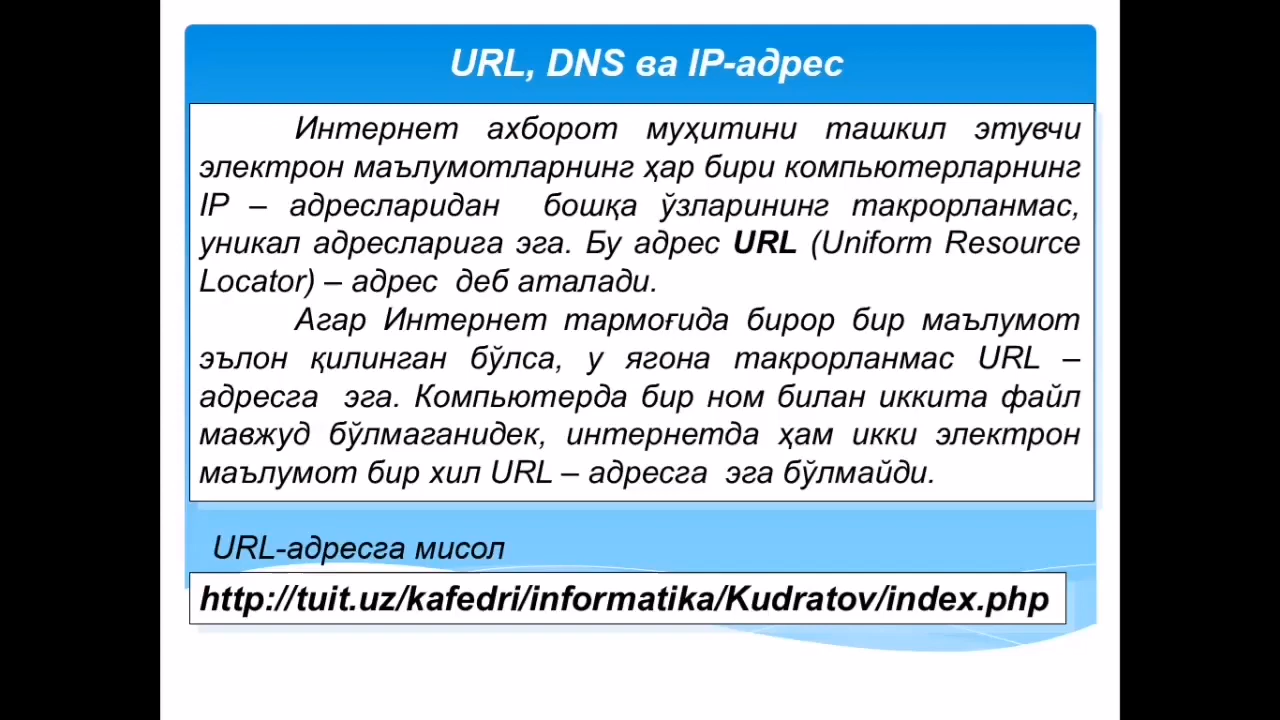 URL, DNS ва IP-адрес
Интернет ахборот муҳитини ташкил этувчи
электрон маълумотларнинг ҳар бири компьютерларнинг
IP – адресларидан бошқа ўзларининг такрорланмас,
уникал адресларига эга. Бу адрес URL (Uniform Resource
Locator) – адрес деб аталади.
Агар Интернет тармоғида бирор бир маълумот
эълон қилинган бўлса, у ягона такрорланмас URL –
адресга эга. Компьютерда бир ном билан иккита файл
мавжуд бўлмаганидек, интернетда ҳам икки электрон
маълумот бир хил URL – адресга эга бўлмайди.
URL-адресга мисол
http://tuit.uz/kafedri/informatika/Kudratov/index.php